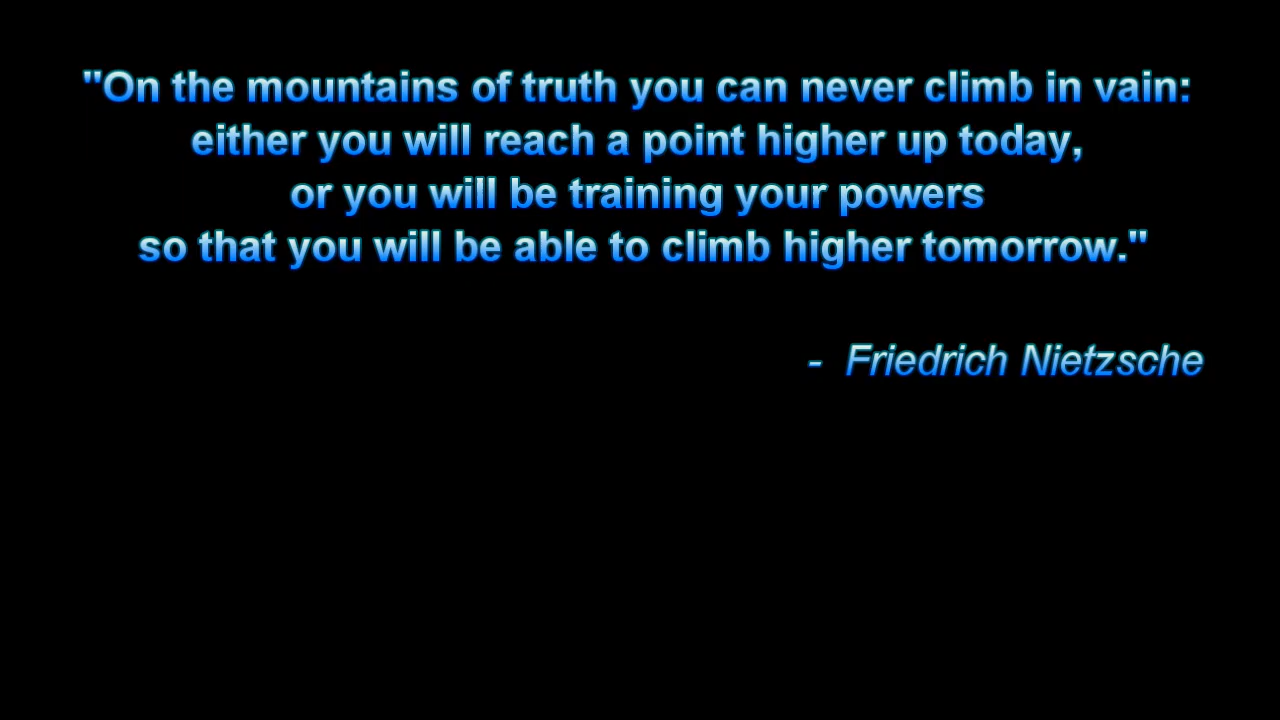 "On the mountains of truth you can never climb in vain:
either you will reach a point higher up today,
or you will be training your powers
so that you will be able to climb higher tomorrow."
- Friedrich Nietzsche